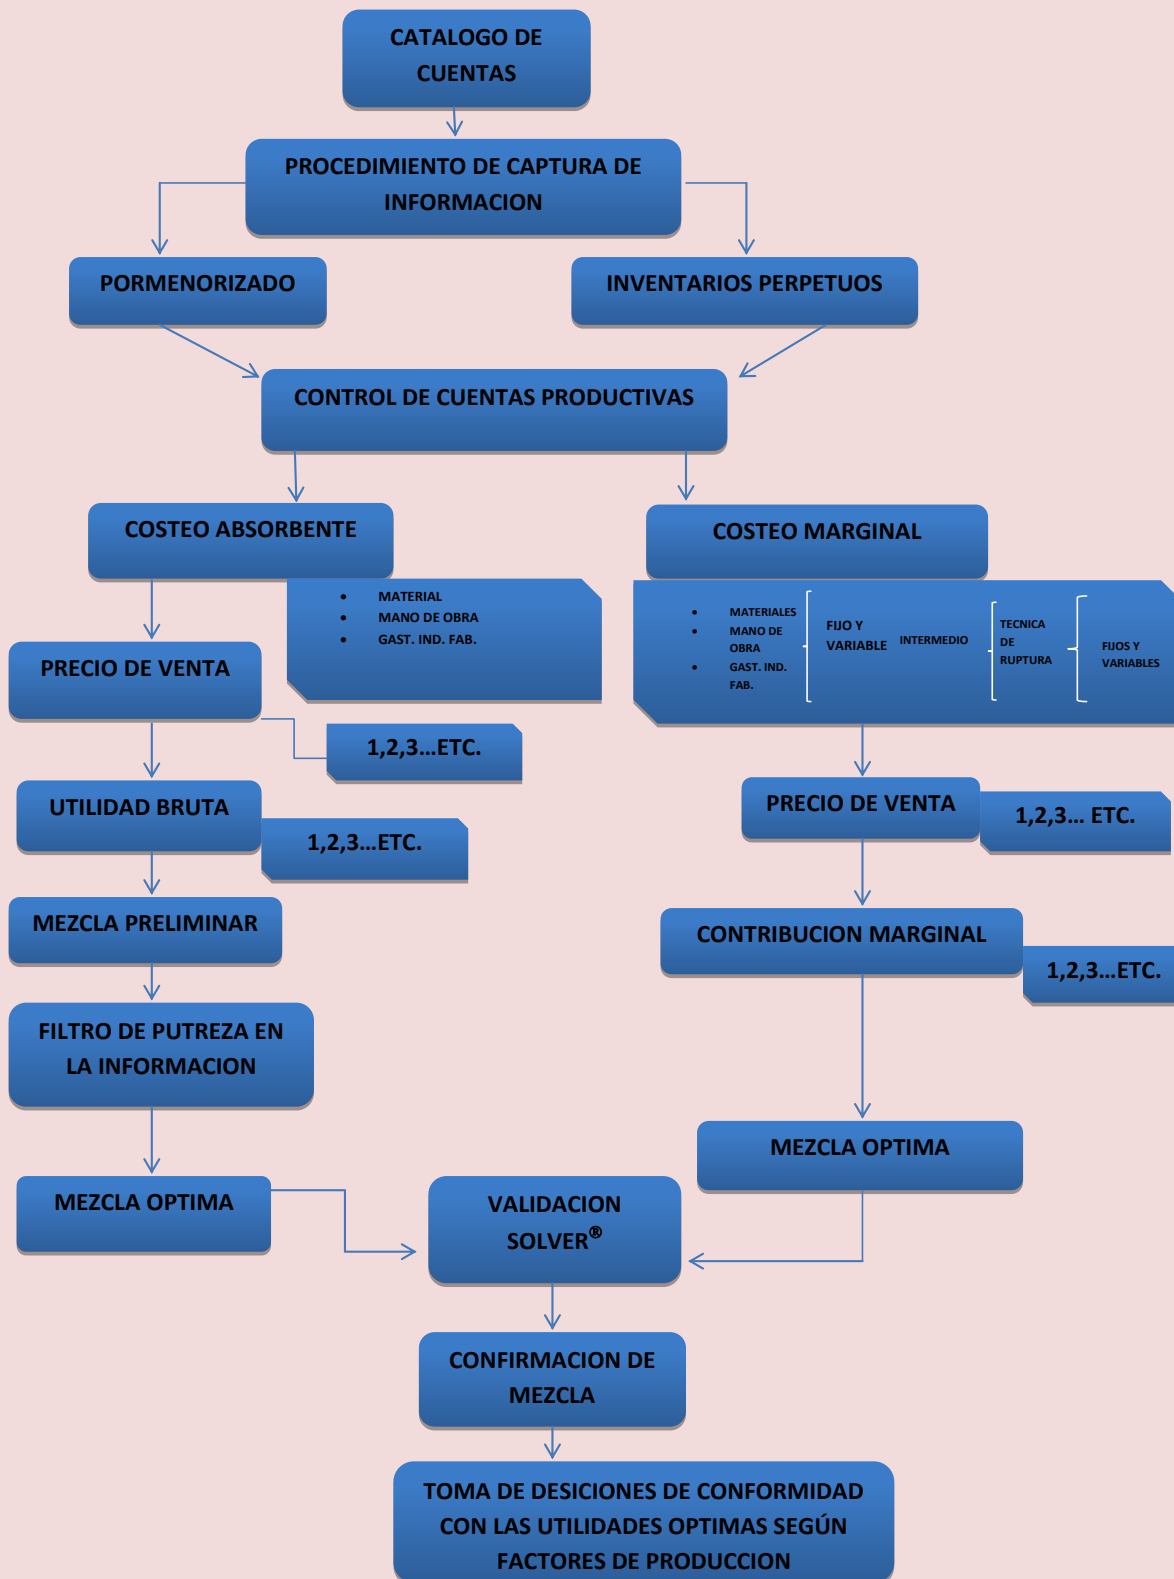 CATALOGO DE
CUENTAS
PROCEDIMIENTO DE CAPTURA DE
INFORMACION
PORMENORIZADO
INVENTARIOS PERPETUOS
CONTROL DE CUENTAS PRODUCTIVAS
COSTEO ABSORBENTE
• MATERIAL
• MANO DE OBRA
• GAST. IND. FAB.
PRECIO DE VENTA
1,2,3...ETC.
UTILIDAD BRUTA
1,2,3...ETC.
MEZCLA PRELIMINAR
FILTRO DE PUTREZA EN
LA INFORMACION
MEZCLA OPTIMA
COSTEO MARGINAL
• MATERIALES
• MANO DE
OBRA
• GAST. IND.
FAB.
FIJO Y
VARIABLE
INTERMEDIO
TECNICA
DE
RUPTURA
FIJOS Y
VARIABLES
PRECIO DE VENTA
1,2,3... ETC.
CONTRIBUCION MARGINAL
1,2,3...ETC.
MEZCLA OPTIMA
VALIDACION
SOLVER®
CONFIRMACION DE
MEZCLA
TOMA DE DESICIONES DE CONFORMIDAD
CON LAS UTILIDADES OPTIMAS SEGÚN
FACTORES DE PRODUCCION